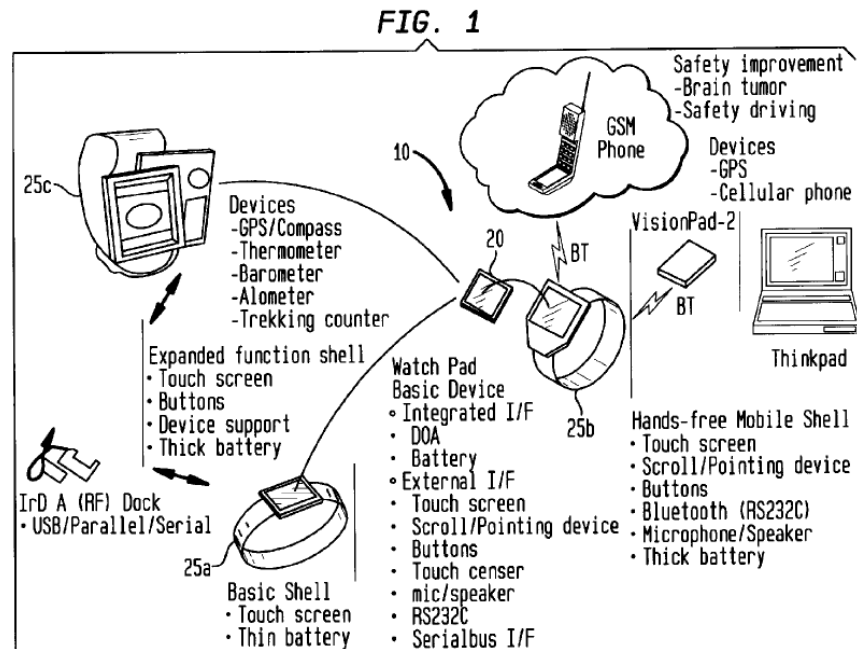 FIG. 1
Safety improvement
-Brain tumor
-Safety driving
GSM
Phone
Devices
-GPS
-Cellular phone
10
25c
Devices
-GPS/Compass
-Thermometer
-Barometer
-Alometer
-Trekking counter
20
BT
VisionPad-2
BT
Thinkpad
Expanded function shell
• Touch screen
• Buttons
• Device support
• Thick battery
Watch Pad
Basic Device
o Integrated I/F
• DOA
• Battery
o External I/F
• Touch screen
• Scroll/Pointing device
• Buttons
• Touch censer
• mic/speaker
• RS232C
• Serialbus I/F
25b
Hands-free Mobile Shell
• Touch screen
• Scroll/Pointing device
• Buttons
• Bluetooth (RS232C)
• Microphone/Speaker
• Thick battery
IrD A (RF) Dock
• USB/Parallel/Serial
25a
Basic Shell
• Touch screen
• Thin battery